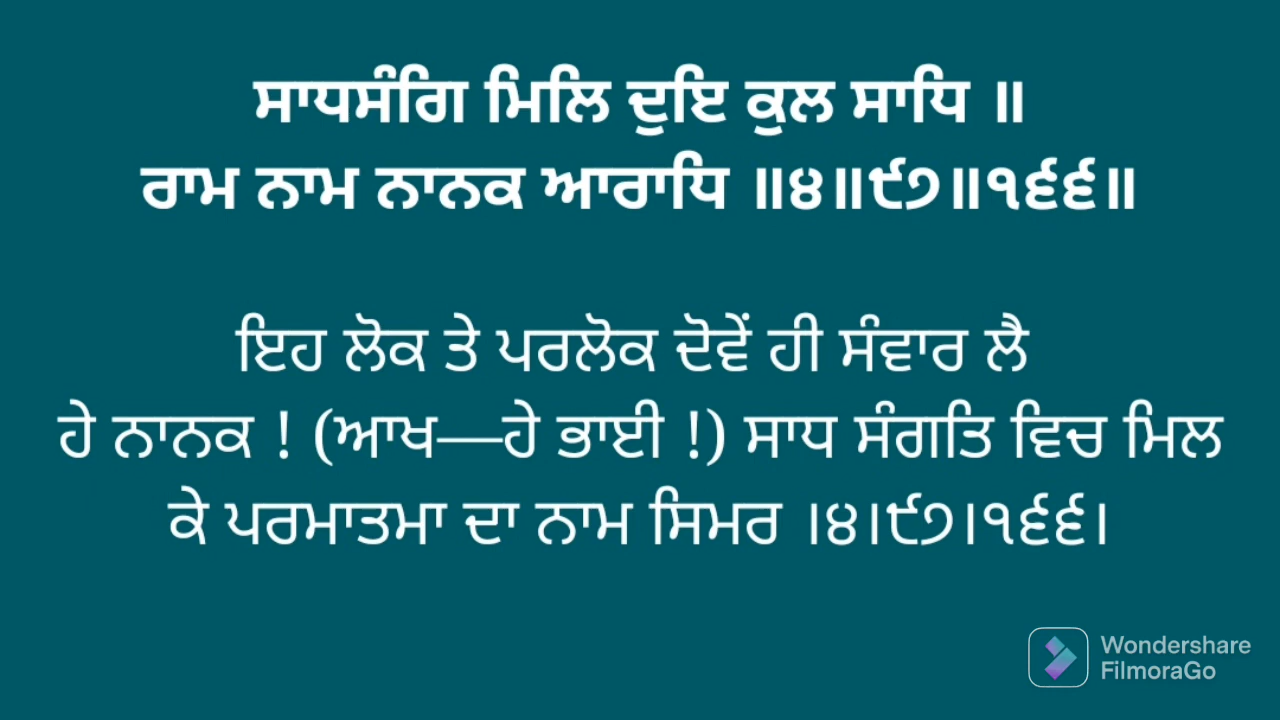 ਸਾਧਸੰਗਿ ਮਿਲਿ ਦੁਇ ਕੁਲ ਸਾਧਿ ॥
ਰਾਮ ਨਾਮ ਨਾਨਕ ਆਰਾਧਿ ॥੪॥੯੭॥੧੬੬॥
ਇਹ ਲੋਕ ਤੇ ਪਰਲੋਕ ਦੋਵੇਂ ਹੀ ਸੰਵਾਰ ਲੈ
ਹੇ ਨਾਨਕ ! (ਆਖ—ਹੇ ਭਾਈ !) ਸਾਧ ਸੰਗਤਿ ਵਿਚ ਮਿਲ
ਕੇ ਪਰਮਾਤਮਾ ਦਾ ਨਾਮ ਸਿਮਰ ।੪।੯੭।੧੬੬।
Wondershare
FilmoraGo